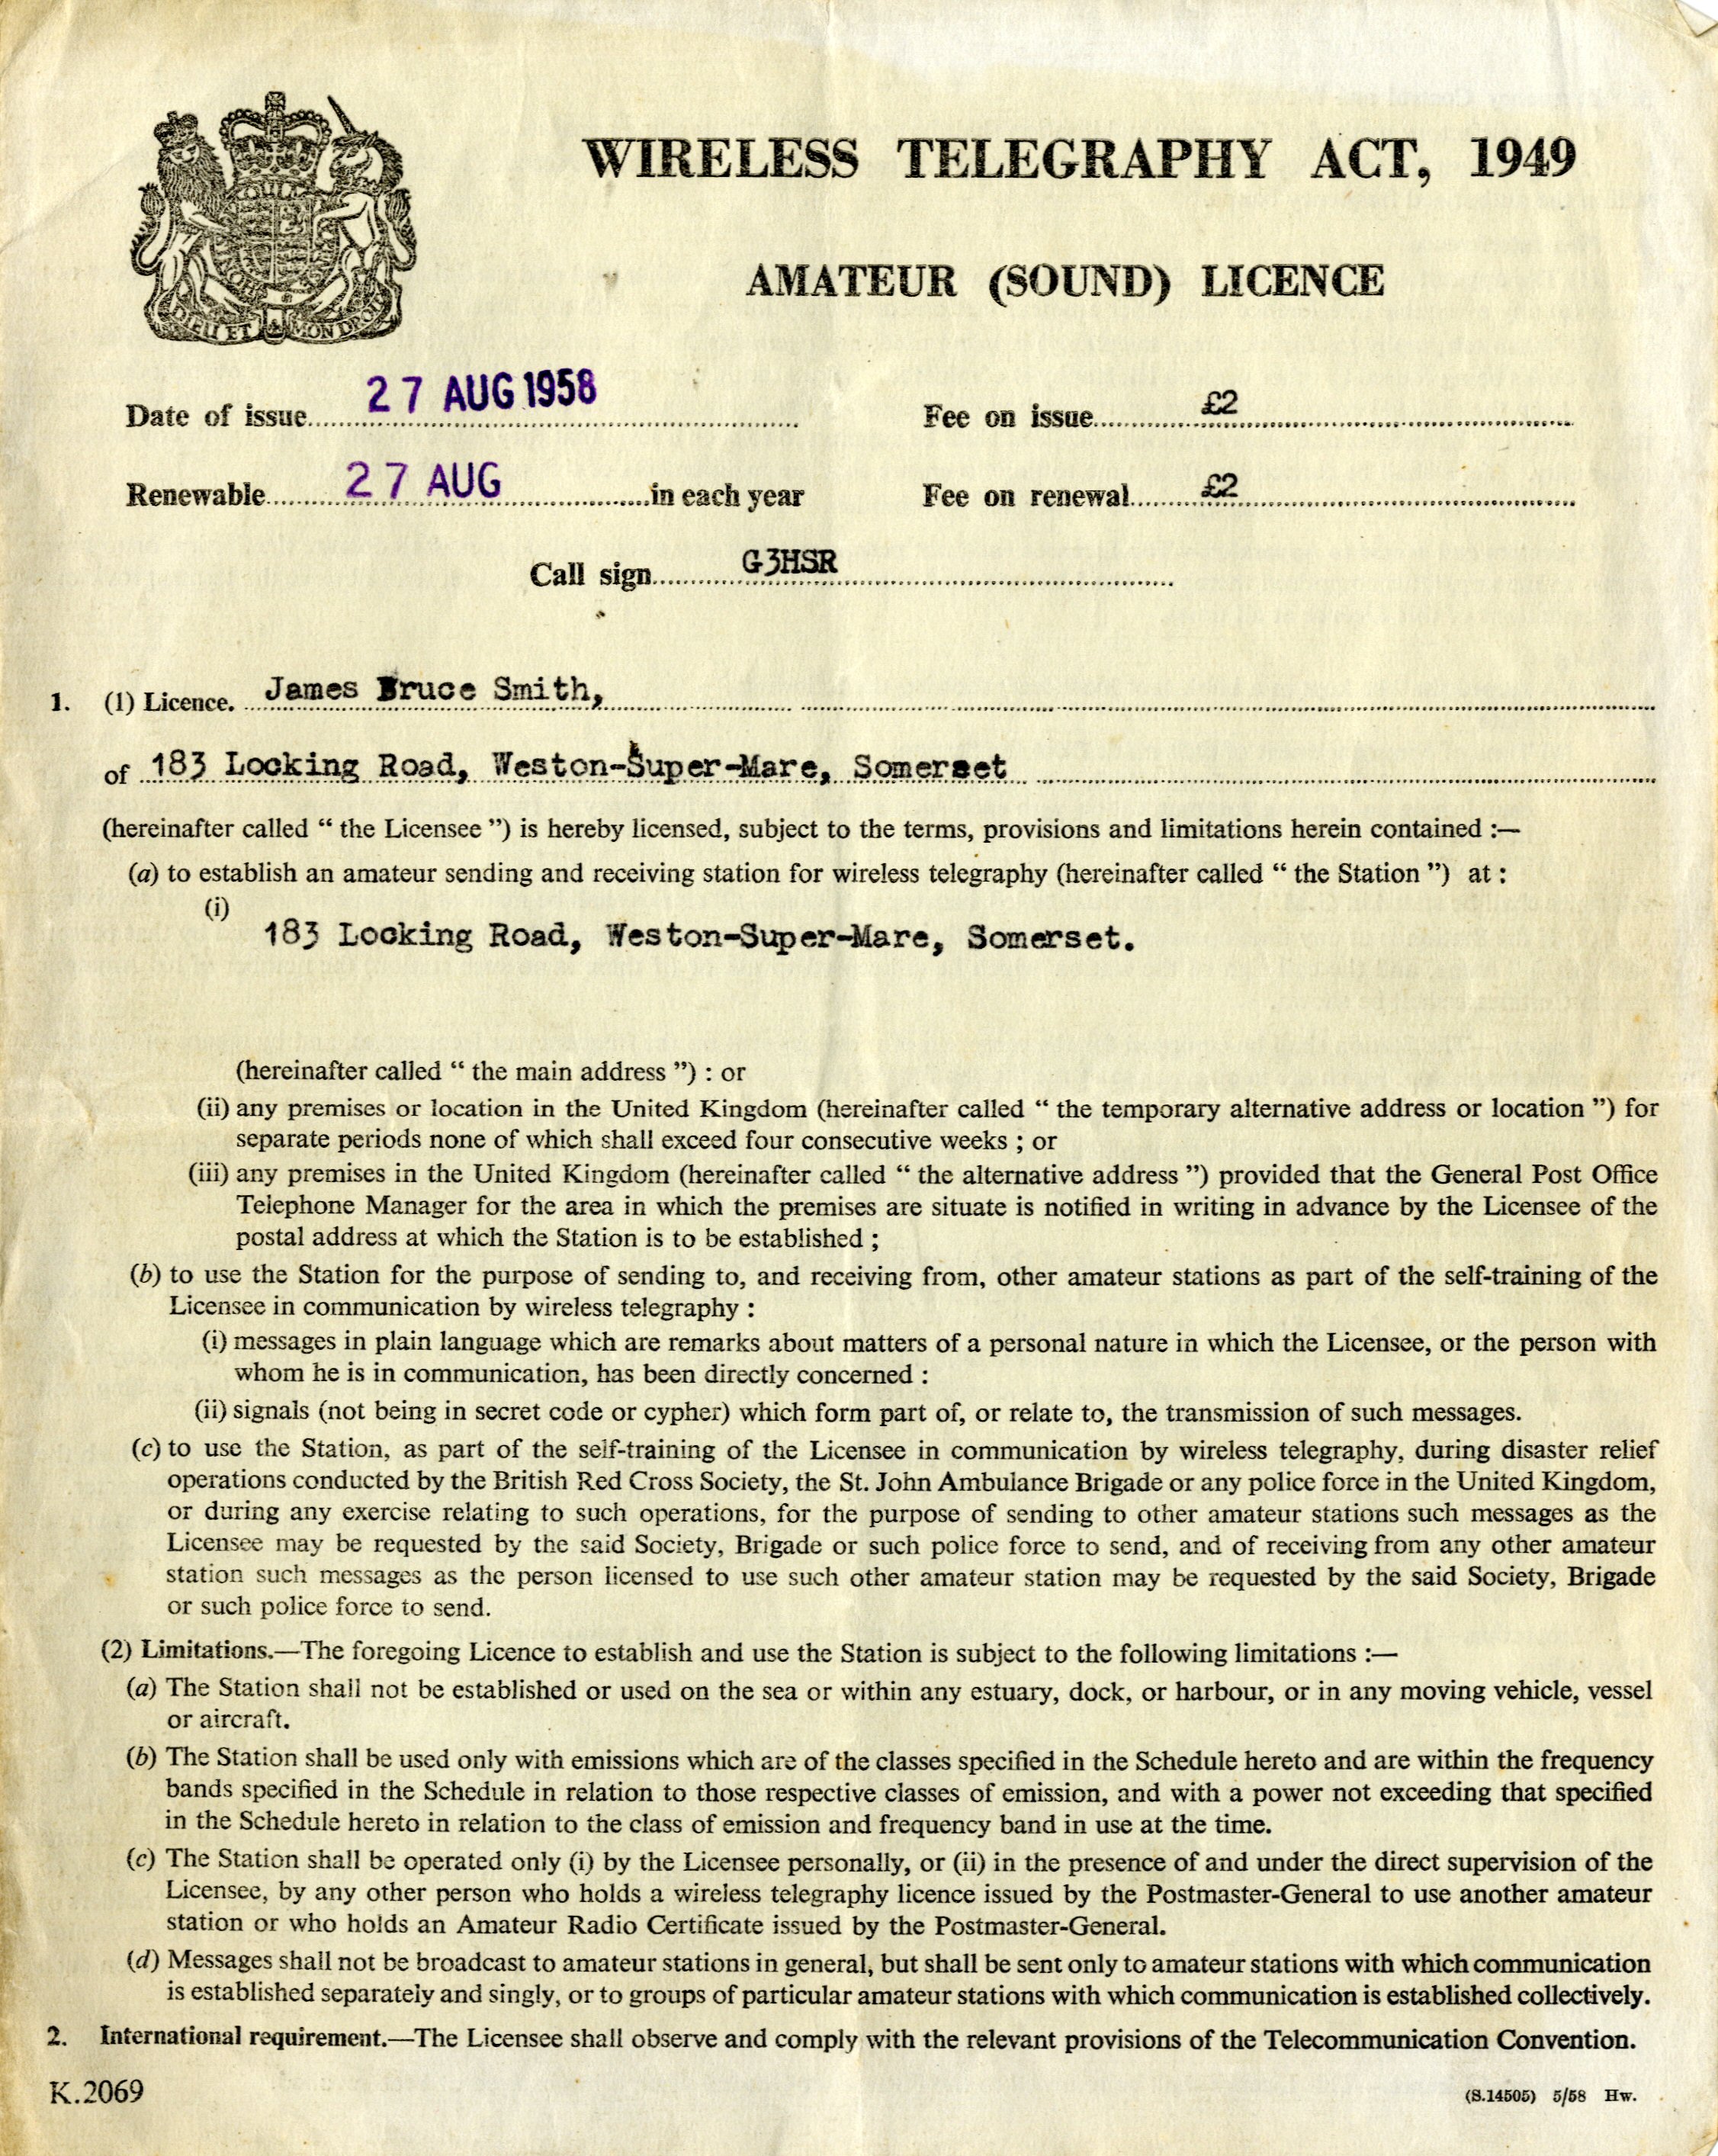 DIEU ET MON DROIT
WIRELESS TELEGRAPHY ACT, 1949
AMATEUR (SOUND) LICENCE
Date of issue 27 AUG 1958 Fee on issue £2
Renewable 27 AUG in each year Fee on renewal £2
Call sign G3HSR
1. (1) Licence. James Bruce Smith,
of 183 Locking Road, Weston-Super-Mare, Somerset
(hereinafter called “ the Licensee ”) is hereby licensed, subject to the terms, provisions and limitations herein contained :—
(a) to establish an amateur sending and receiving station for wireless telegraphy (hereinafter called “ the Station ”) at :
(i)
183 Locking Road, Weston-Super-Mare, Somerset.
(hereinafter called “ the main address ”) : or
(ii) any premises or location in the United Kingdom (hereinafter called “ the temporary alternative address or location ”) for
separate periods none of which shall exceed four consecutive weeks ; or
(iii) any premises in the United Kingdom (hereinafter called “ the alternative address ”) provided that the General Post Office
Telephone Manager for the area in which the premises are situate is notified in writing in advance by the Licensee of the
postal address at which the Station is to be established ;
(b) to use the Station for the purpose of sending to, and receiving from, other amateur stations as part of the self-training of the
Licensee in communication by wireless telegraphy :
(i) messages in plain language which are remarks about matters of a personal nature in which the Licensee, or the person with
whom he is in communication, has been directly concerned :
(ii) signals (not being in secret code or cypher) which form part of, or relate to, the transmission of such messages.
(c) to use the Station, as part of the self-training of the Licensee in communication by wireless telegraphy, during disaster relief
operations conducted by the British Red Cross Society, the St. John Ambulance Brigade or any police force in the United Kingdom,
or during any exercise relating to such operations, for the purpose of sending to other amateur stations such messages as the
Licensee may be requested by the said Society, Brigade or such police force to send, and of receiving from any other amateur
station such messages as the person licensed to use such other amateur station may be requested by the said Society, Brigade
or such police force to send.
(2) Limitations.—The foregoing Licence to establish and use the Station is subject to the following limitations :—
(a) The Station shall not be established or used on the sea or within any estuary, dock, or harbour, or in any moving vehicle, vessel
or aircraft.
(b) The Station shall be used only with emissions which are of the classes specified in the Schedule hereto and are within the frequency
bands specified in the Schedule in relation to those respective classes of emission, and with a power not exceeding that specified
in the Schedule hereto in relation to the class of emission and frequency band in use at the time.
(c) The Station shall be operated only (i) by the Licensee personally, or (ii) in the presence of and under the direct supervision of the
Licensee, by any other person who holds a wireless telegraphy licence issued by the Postmaster-General to use another amateur
station or who holds an Amateur Radio Certificate issued by the Postmaster-General.
(d) Messages shall not be broadcast to amateur stations in general, but shall be sent only to amateur stations with which communication
is established separately and singly, or to groups of particular amateur stations with which communication is established collectively.
2. International requirement.—The Licensee shall observe and comply with the relevant provisions of the Telecommunication Convention.
K.2069 (S.14505) 5/58 Hw.